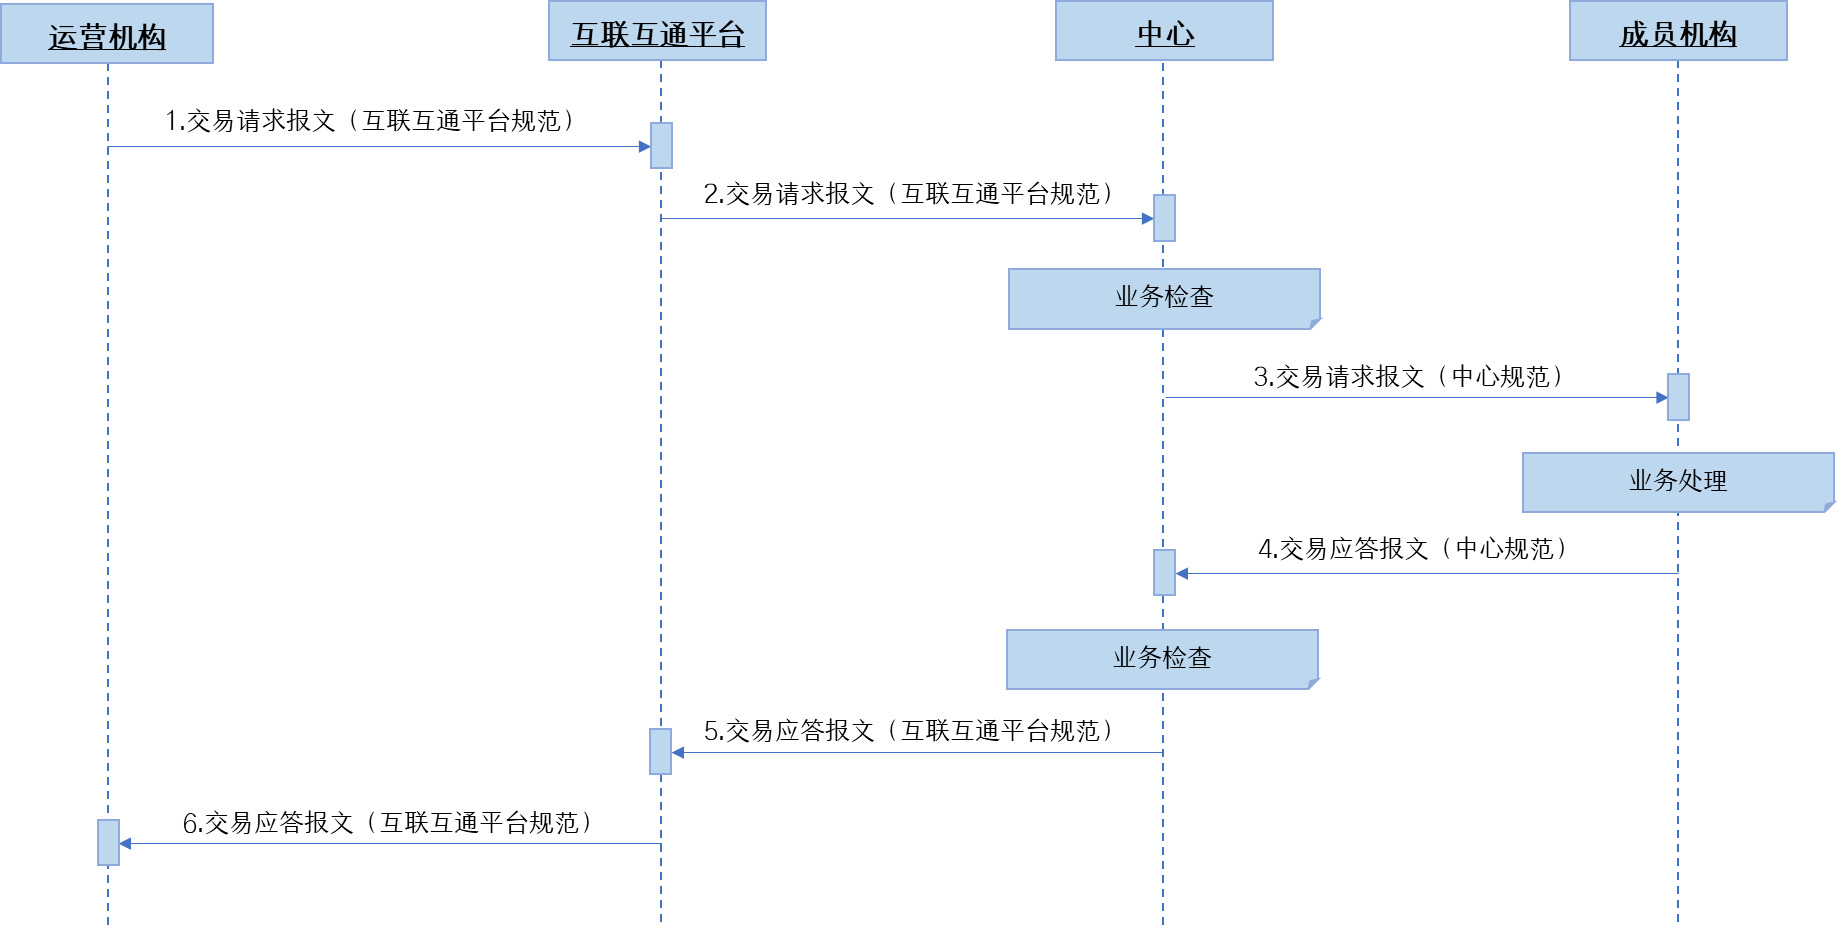 运营机构
互联互通平台
中心
成员机构
1.交易请求报文（互联互通平台规范）
2.交易请求报文（互联互通平台规范）
业务检查
3.交易请求报文（中心规范）
业务处理
4.交易应答报文（中心规范）
业务检查
5.交易应答报文（互联互通平台规范）
6.交易应答报文（互联互通平台规范）